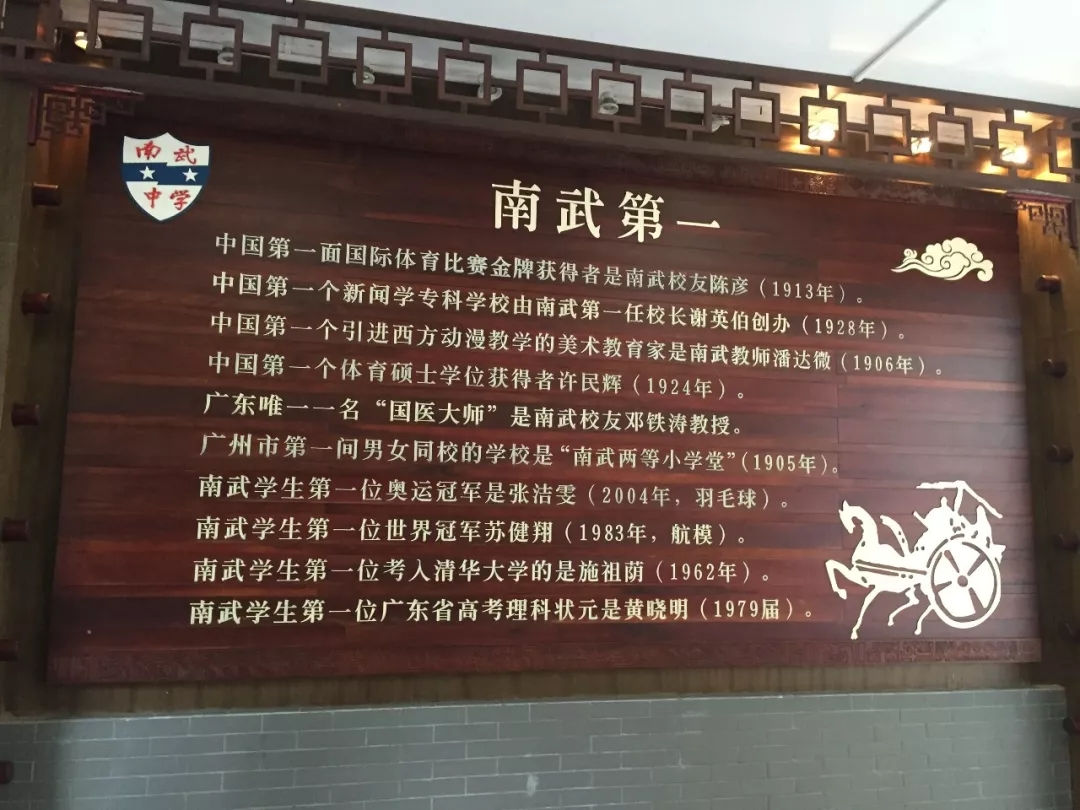 南武
中学
南武第一
中国第一面国际体育比赛金牌获得者是南武校友陈彦（1913年）。
中国第一个新闻学专科学校由南武第一任校长谢英伯创办（1928年）。
中国第一个引进西方动漫教学的美术教育家是南武教师潘达微（1906年）。
中国第一个体育硕士学位获得者许民辉（1924年）。
广东唯一一名“国医大师”是南武校友邓铁涛教授。
广州市第一间男女同校的学校是“南武两等小学堂”（1905年）。
南武学生第一位奥运冠军是张洁雯（2004年，羽毛球）。
南武学生第一位世界冠军苏健翔（1983年，航模）。
南武学生第一位考入清华大学的是施祖荫（1962年）。
南武学生第一位广东省高考理科状元是黄晓明（1979届）。